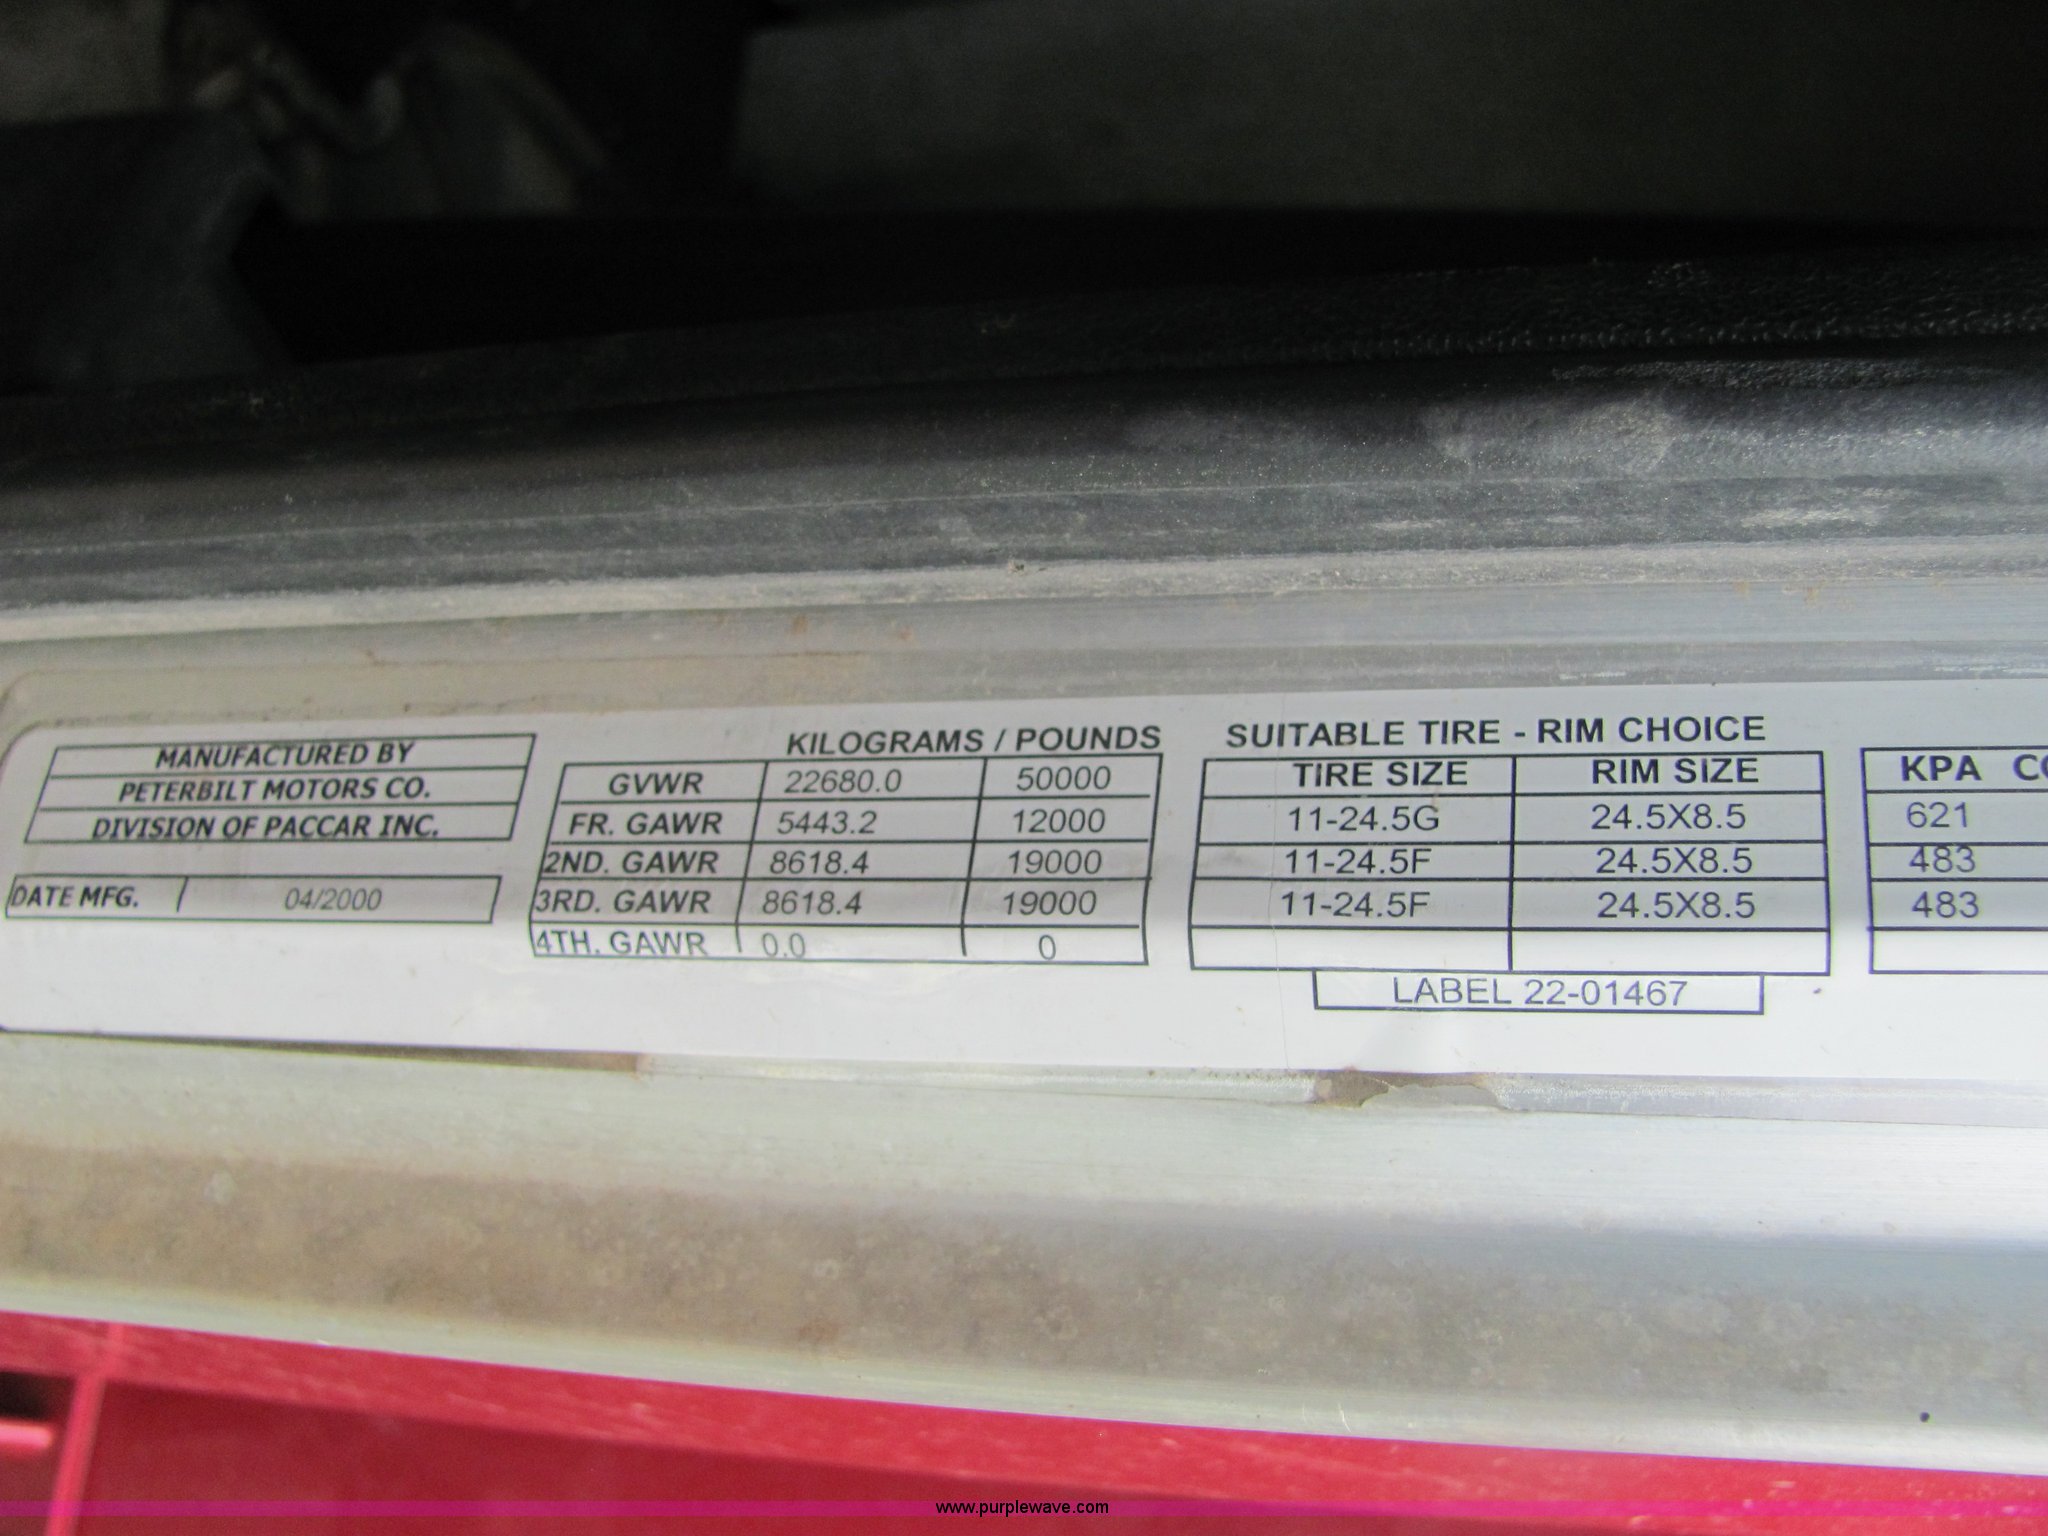 MANUFACTURED BY
PETERBILT MOTORS CO.
DIVISION OF PACCAR INC.
DATE MFG. 04/2000
KILOGRAMS / POUNDS
GVWR 22680.0 50000
FR. GAWR 5443.2 12000
2ND. GAWR 8618.4 19000
3RD. GAWR 8618.4 19000
4TH. GAWR 0.0 0
SUITABLE TIRE - RIM CHOICE
TIRE SIZE RIM SIZE
11-24.5G 24.5X8.5
11-24.5F 24.5X8.5
11-24.5F 24.5X8.5
LABEL 22-01467
KPA
621
483
483
www.purplewave.com